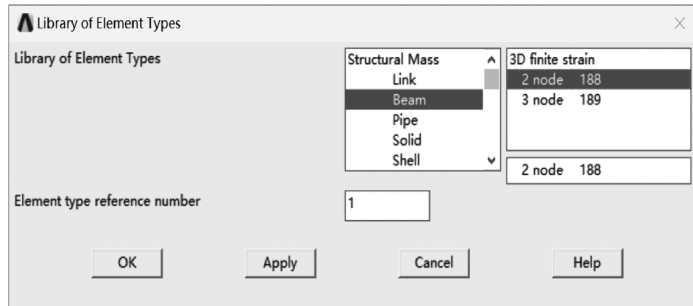 Library of Element Types
Library of Element Types
Structural Mass
Link
Beam
Pipe
Solid
Shell
3D finite strain
2 node 188
3 node 189
2 node 188
Element type reference number
1
OK
Apply
Cancel
Help